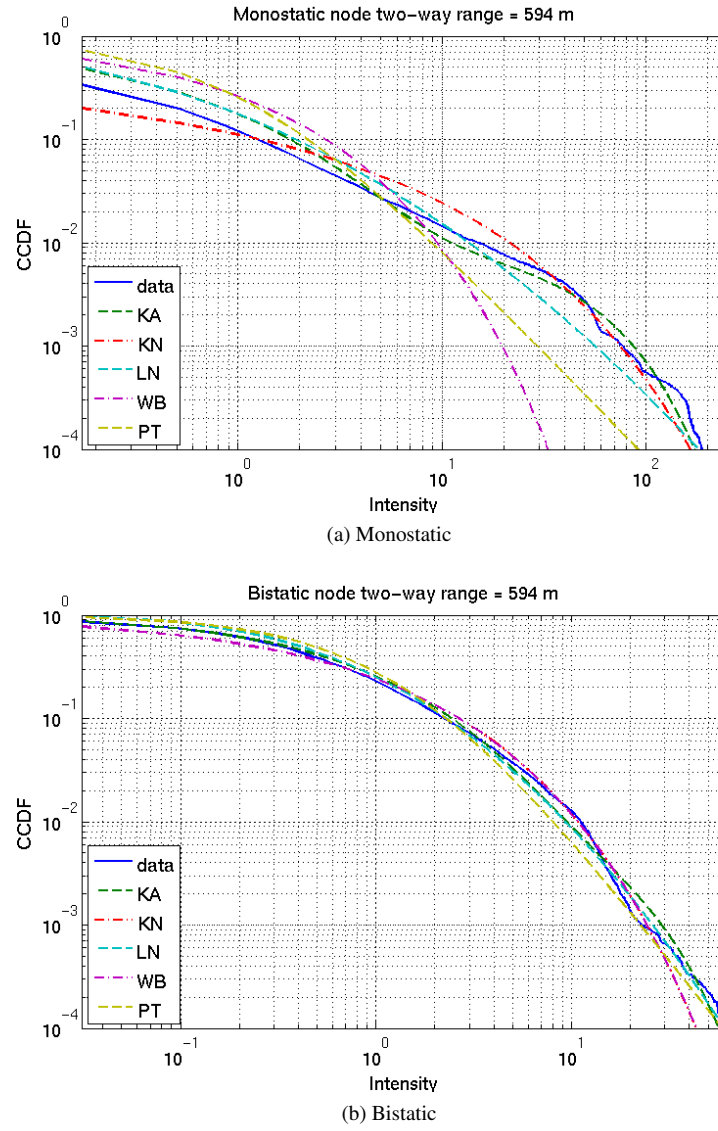 Monostatic node two-way range = 594 m
10^0
10^-1
10^-2
10^-3
10^-4
CCDF
data
KA
KN
LN
WB
PT
10^0
10^1
10^2
Intensity
(a) Monostatic
Bistatic node two-way range = 594 m
10^0
10^-1
10^-2
10^-3
10^-4
CCDF
data
KA
KN
LN
WB
PT
10^-1
10^0
10^1
Intensity
(b) Bistatic